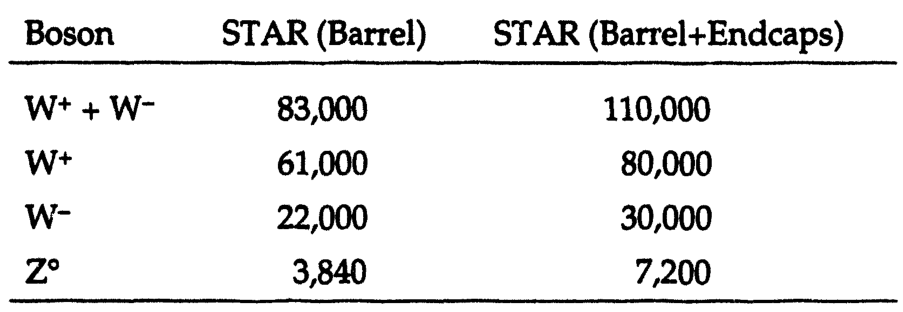 Boson STAR (Barrel) STAR (Barrel+Endcaps)
W+ + W− 83,000 110,000
W+ 61,000 80,000
W− 22,000 30,000
Z° 3,840 7,200